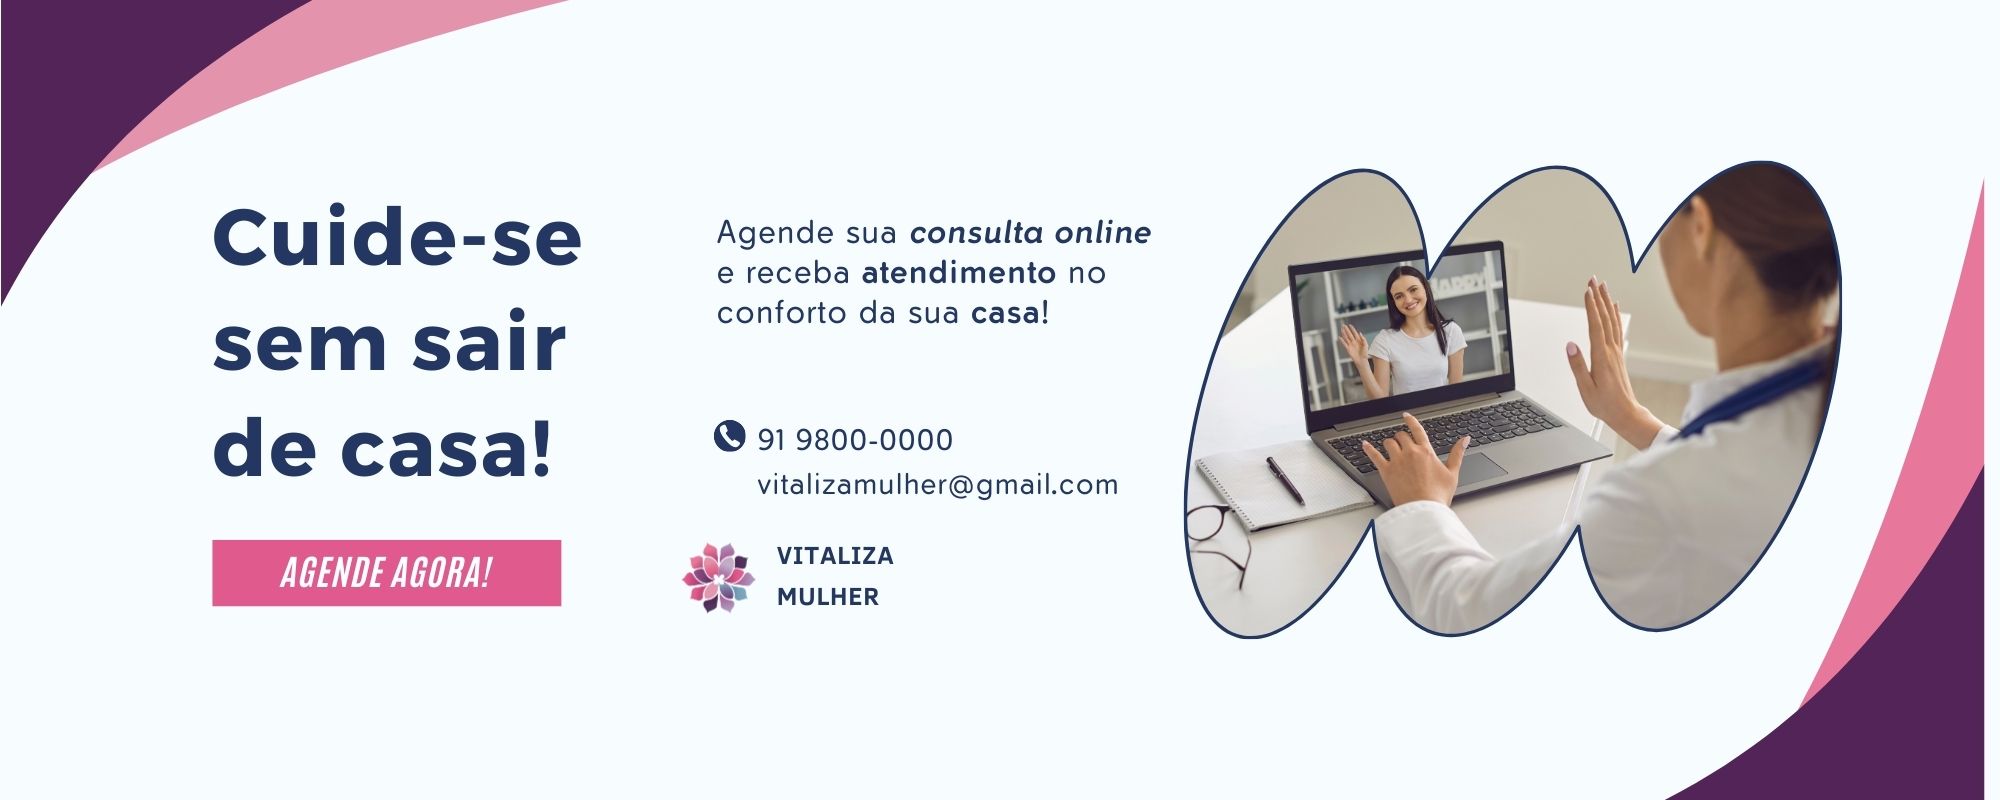 Cuide-se
sem sair
de casa!
AGENDE AGORA!
Agende sua consulta online
e receba atendimento no
conforto da sua casa!
91 9800-0000
vitalizamulher@gmail.com
VITALIZA
MULHER
HAPPY